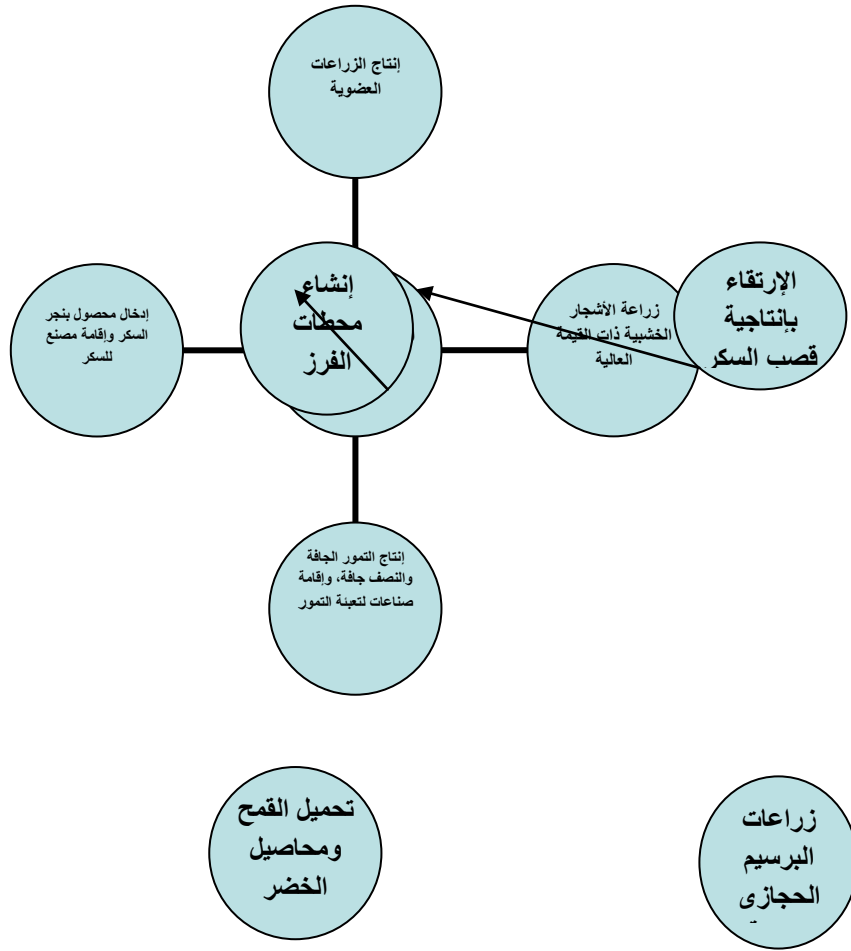 إنتاج الزراعات
العضوية
إنشاء
محطات
الفرز
الإرتقاء
بإنتاجية
قصب السكر
زراعة الأشجار
الخشبية ذات القيمة
العالية
إدخال محصول بنجر
السكر وإقامة مصنع
للسكر
إنتاج التمور الجافة
والنصف جافة، وإقامة
صناعات لتعبئة التمور
تحميل القمح
ومحاصيل
الخضر
زراعات
البرسيم
الحجازى